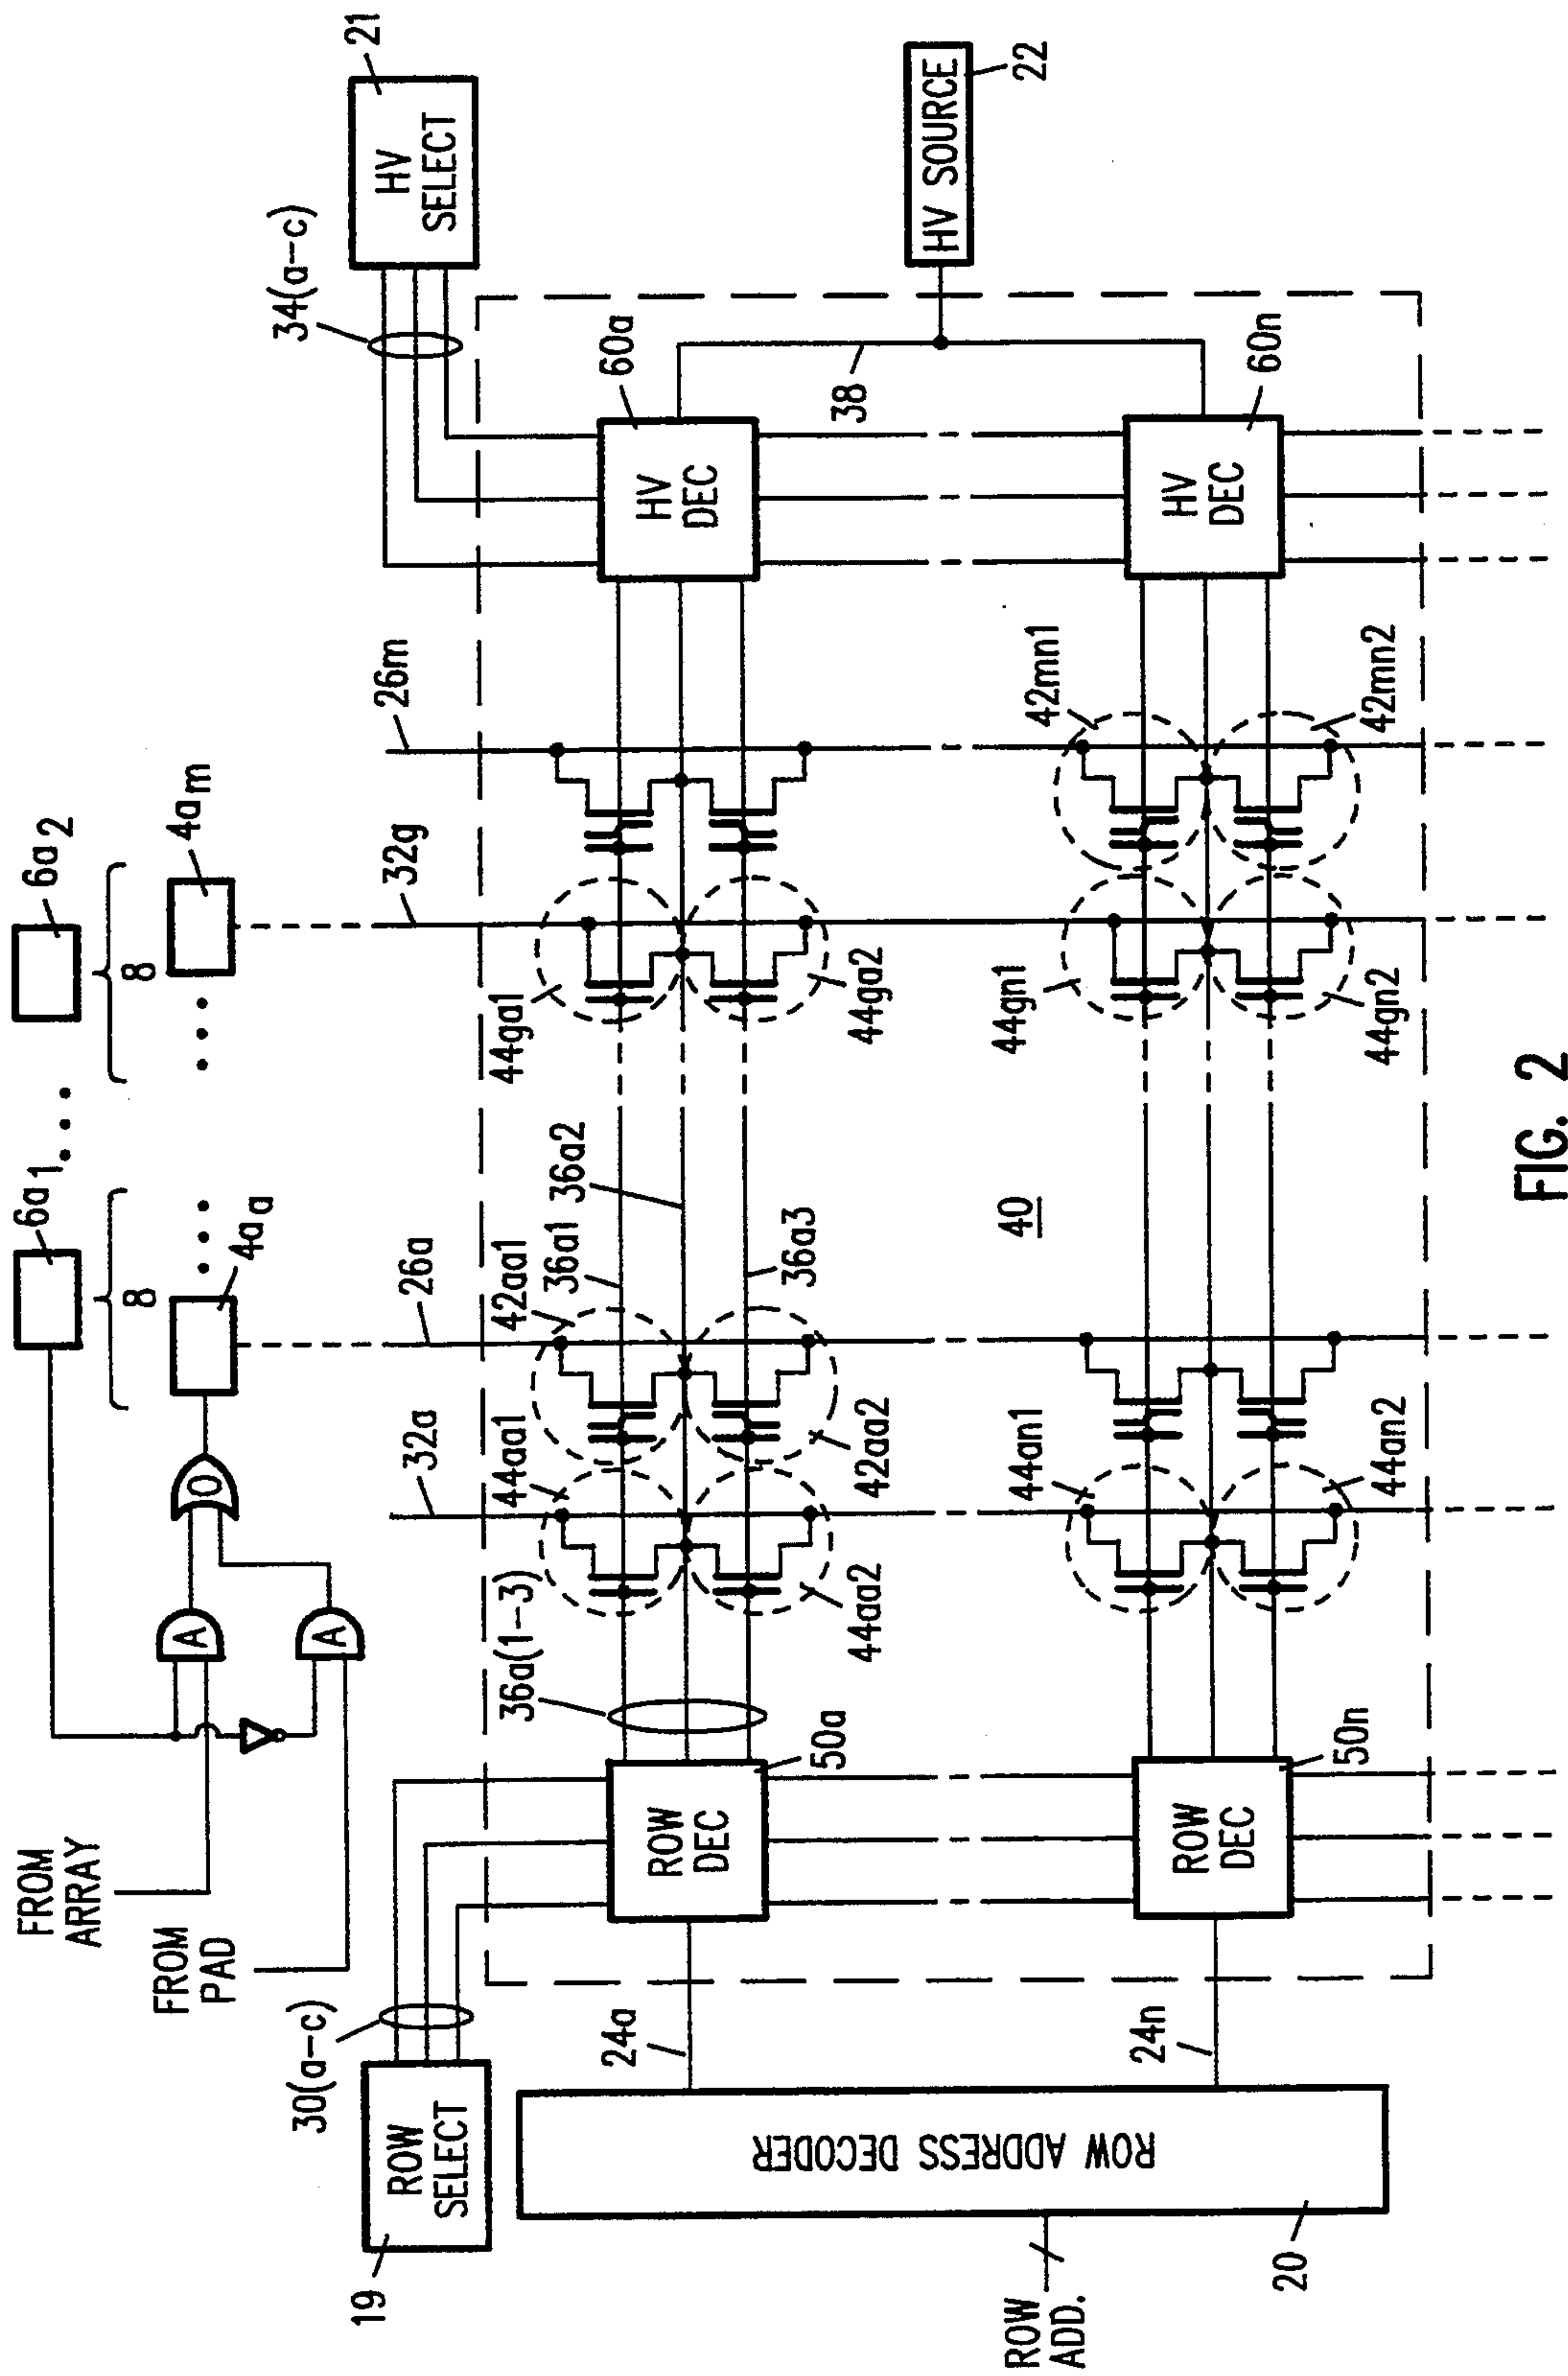 FROM
ARRAY
FROM
PAD
A
A
O
6a1
8
4aa
6a2
8
4am
30(a-c)
ROW
SELECT
19
34(a-c)
HV
SELECT
21
32a
26a
32g
26m
36a(1-3)
44aa1
42aa1
36a1
36a2
36a3
44aa2
42aa2
44ga1
44ga2
ROW
DEC
50a
HV
DEC
60a
38
HV SOURCE
22
24a
24n
ROW ADDRESS DECODER
20
ROW
ADD.
40
ROW
DEC
50n
44an1
44an2
44gn1
44gn2
42mn1
42mn2
HV
DEC
60n
FIG. 2